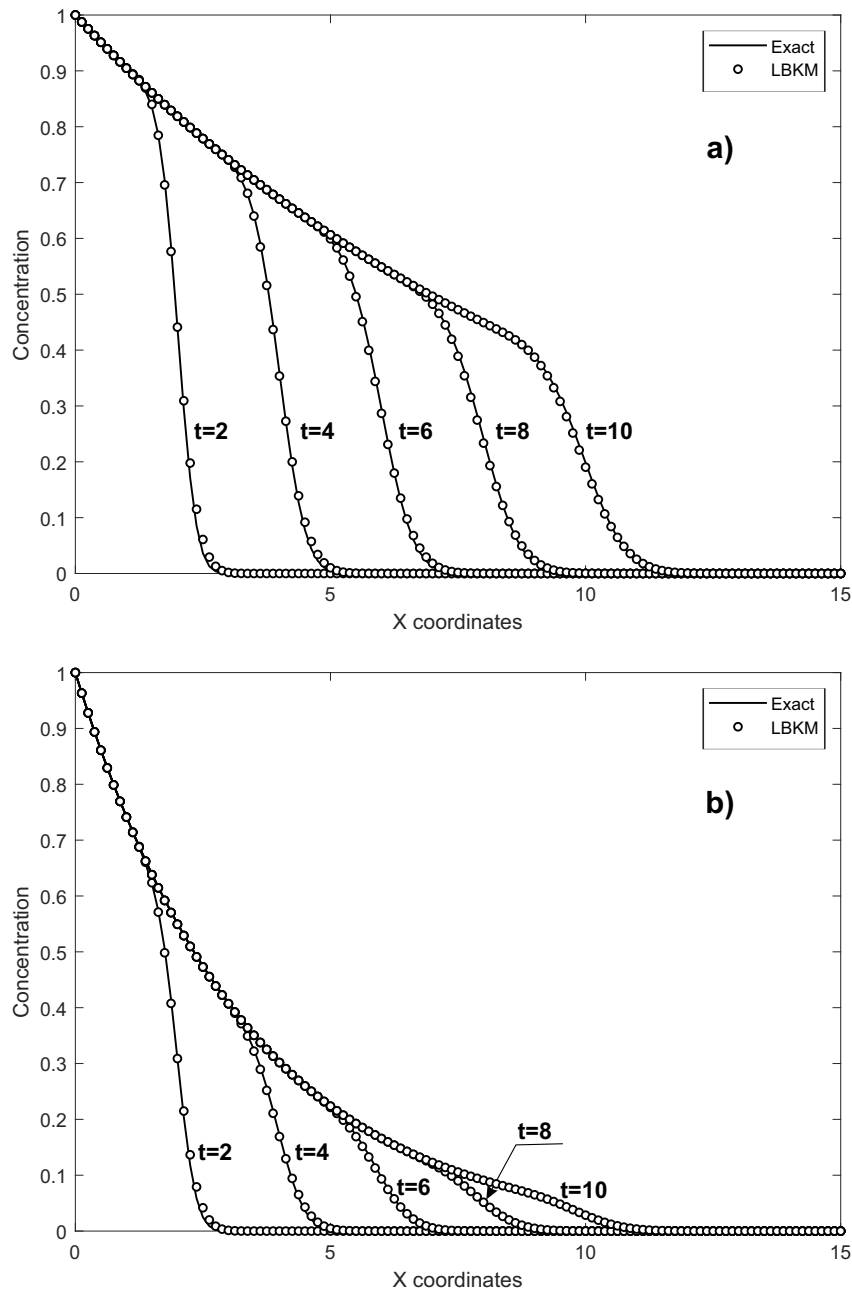 1
0.9
0.8
0.7
0.6
0.5
0.4
0.3
0.2
0.1
0
Concentration
Exact
LBKM
a)
t=2
t=4
t=6
t=8
t=10
0
5
10
15
X coordinates
1
0.9
0.8
0.7
0.6
0.5
0.4
0.3
0.2
0.1
0
Concentration
Exact
LBKM
b)
t=2
t=4
t=6
t=8
t=10
0
5
10
15
X coordinates